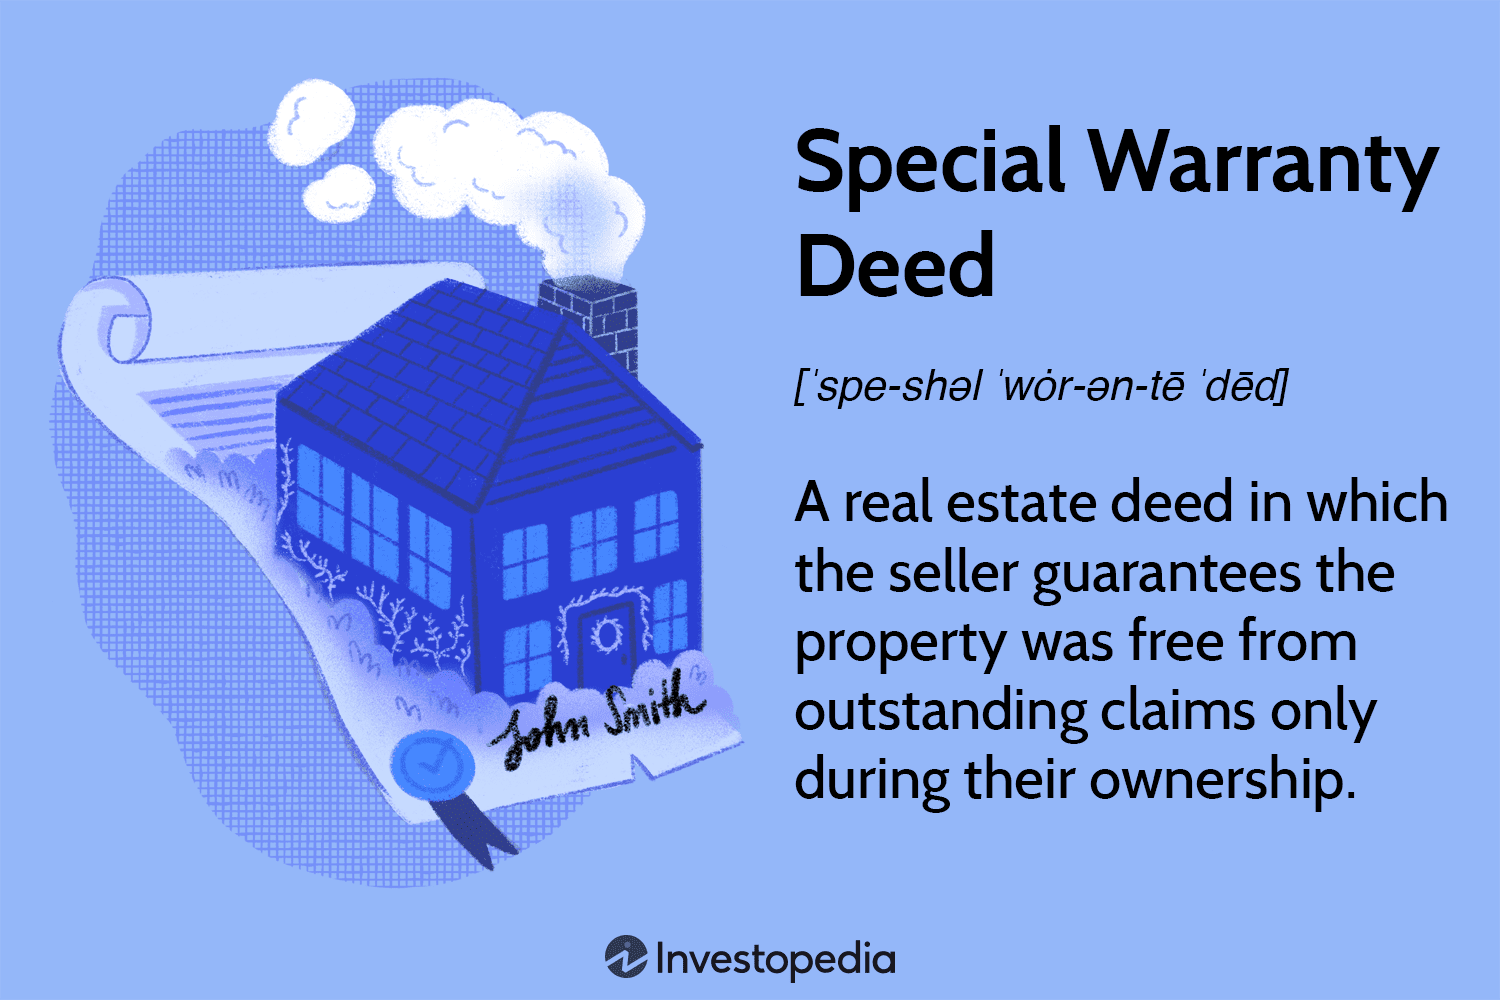 Special Warranty
Deed
[ˈspe-shəl ˈwȯr-ən-tē ˈdēd]
A real estate deed in which
the seller guarantees the
property was free from
outstanding claims only
during their ownership.
John Smith
Investopedia